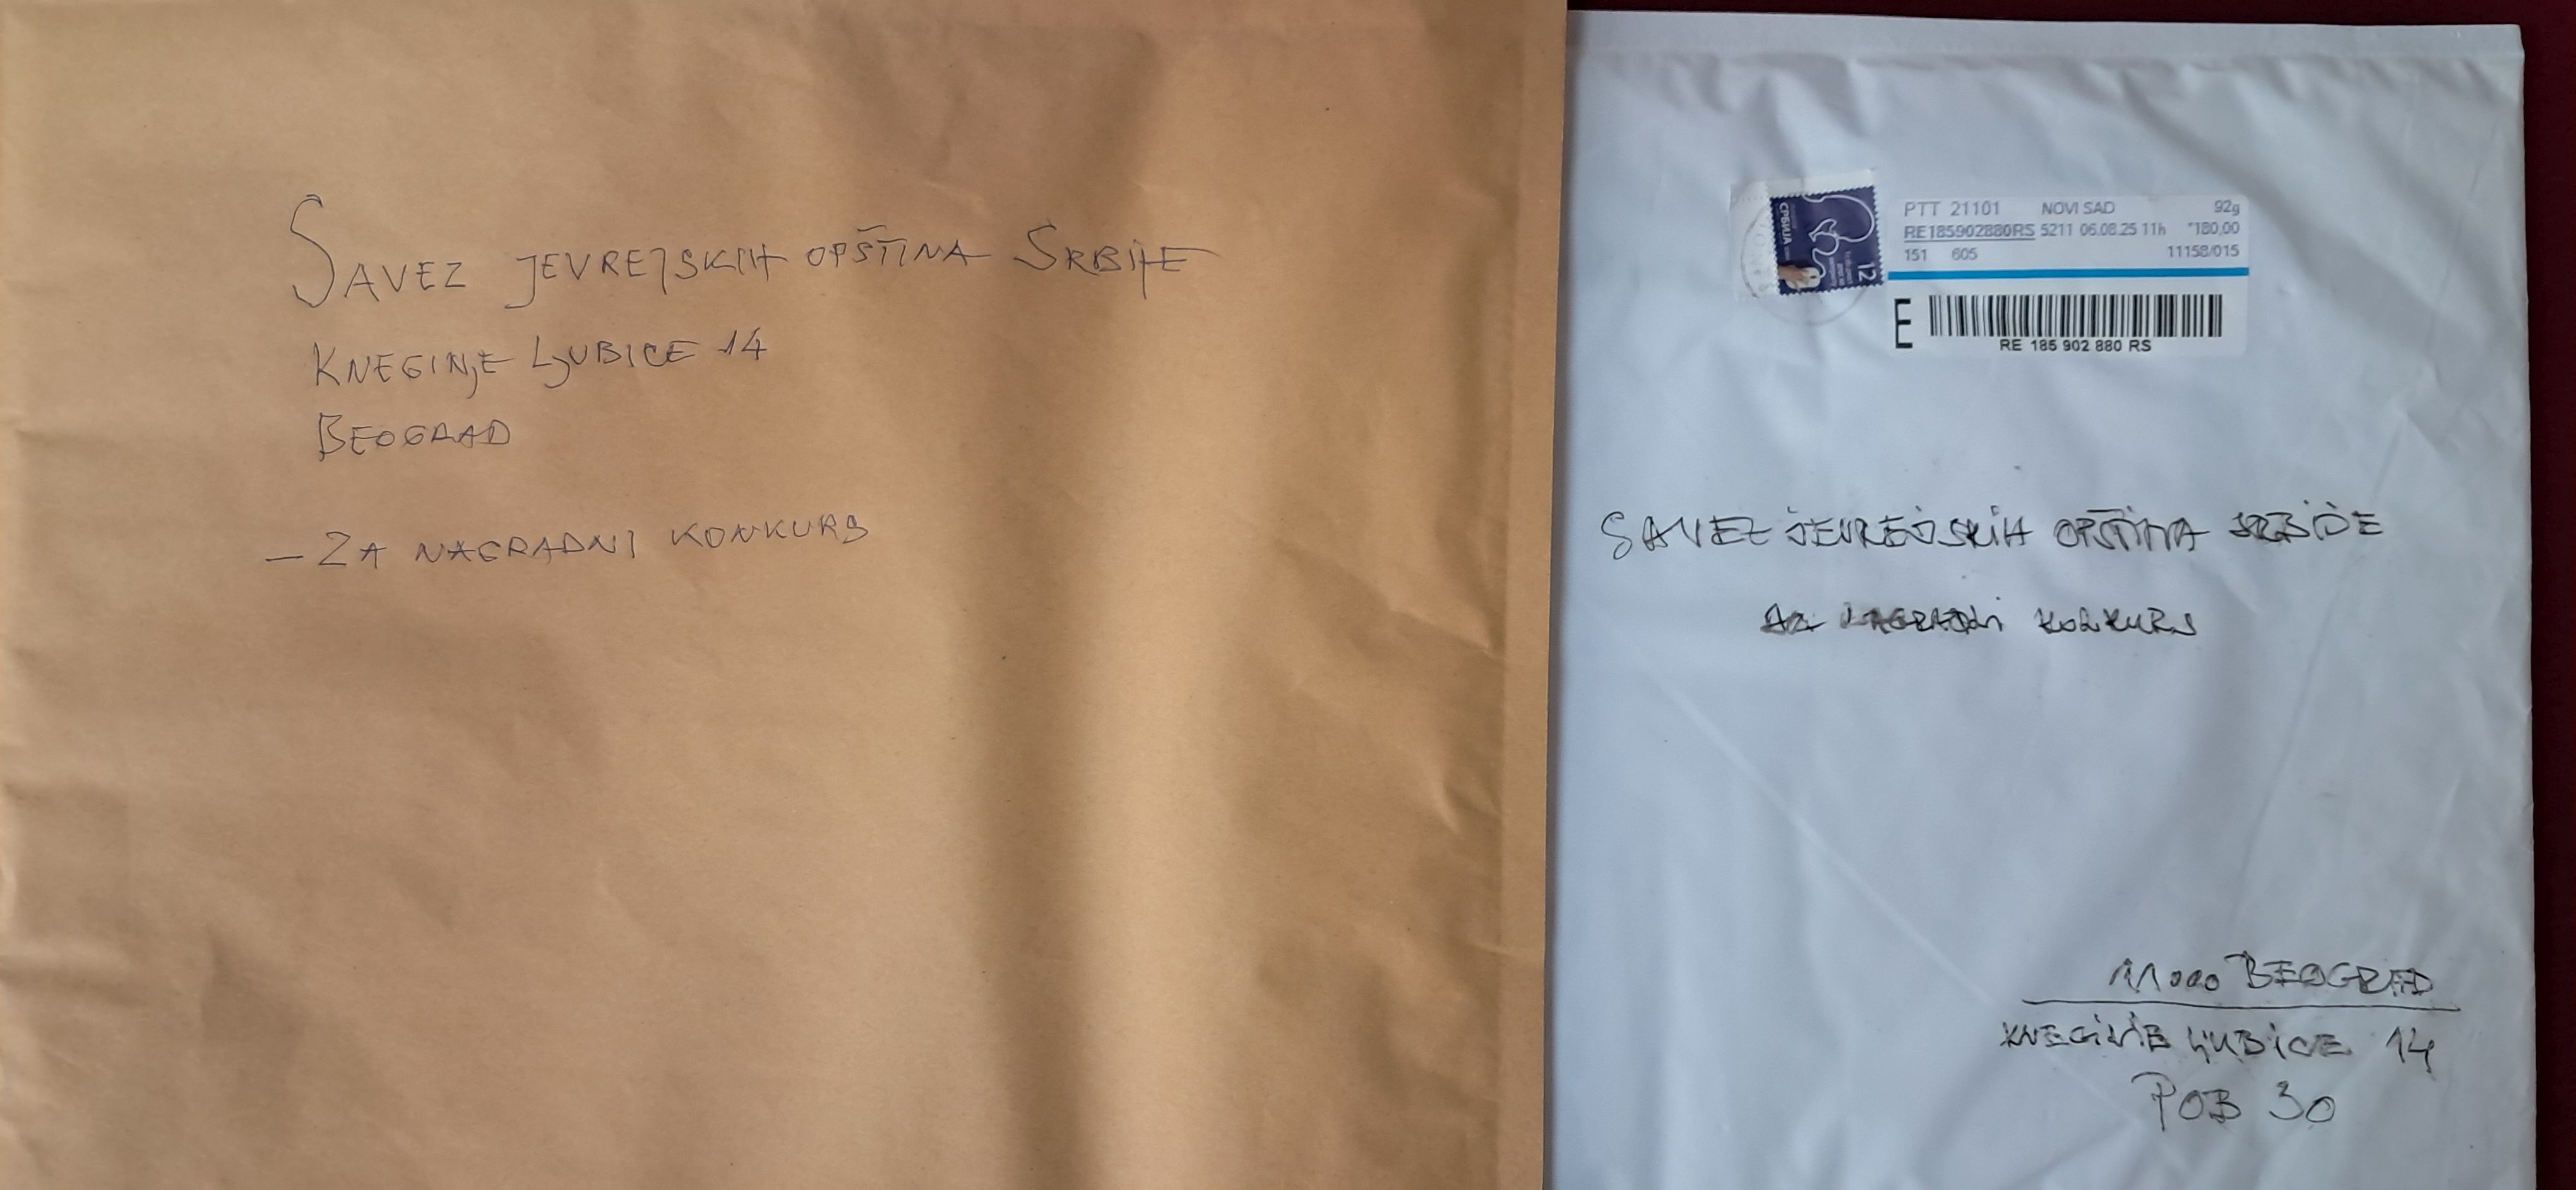 SAVEZ JEVREJSKIH OPŠTINA SRBIJE
KNEGINJE LJUBICE 14
BEOGRAD
– ZA NAGRADNI KONKURS
СРБИЈА
12
PTT 21101 NOVI SAD 92g
RE185902880RS 5211 06.08.25 11h *180,00
151 605 11158/015
E
RE 185 902 880 RS
SAVEZ JEVREJSKIH OPŠTINA SRBIJE
ZA NAGRADNI KONKURS
11000 BEOGRAD
KNEGINJE LJUBICE 14
POB 30